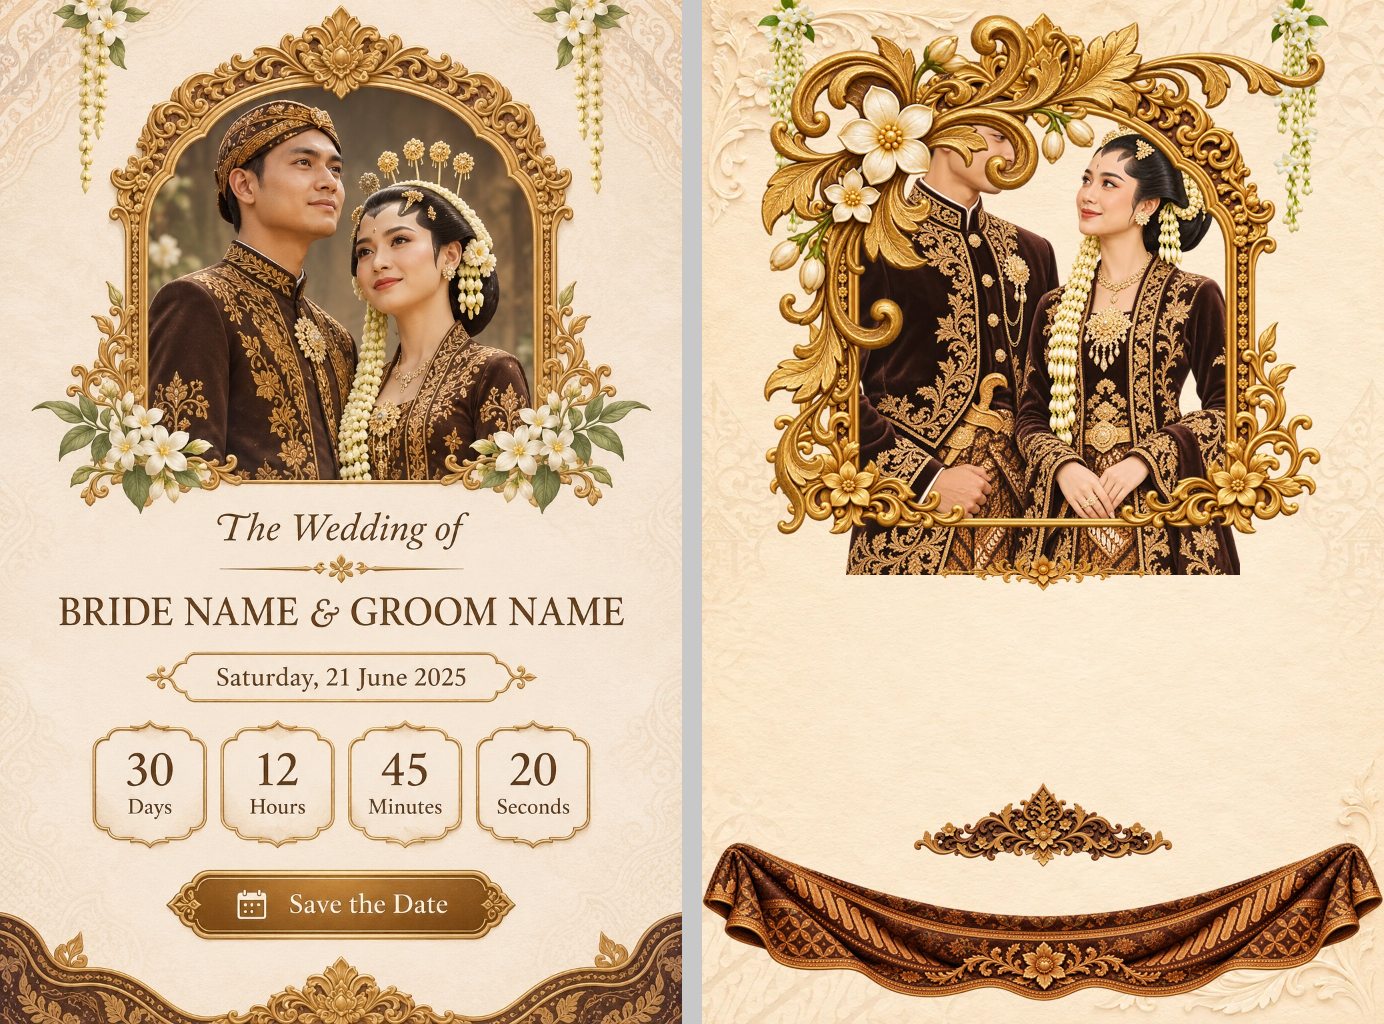 The Wedding of
BRIDE NAME & GROOM NAME
Saturday, 21 June 2025
30
Days
12
Hours
45
Minutes
20
Seconds
Save the Date